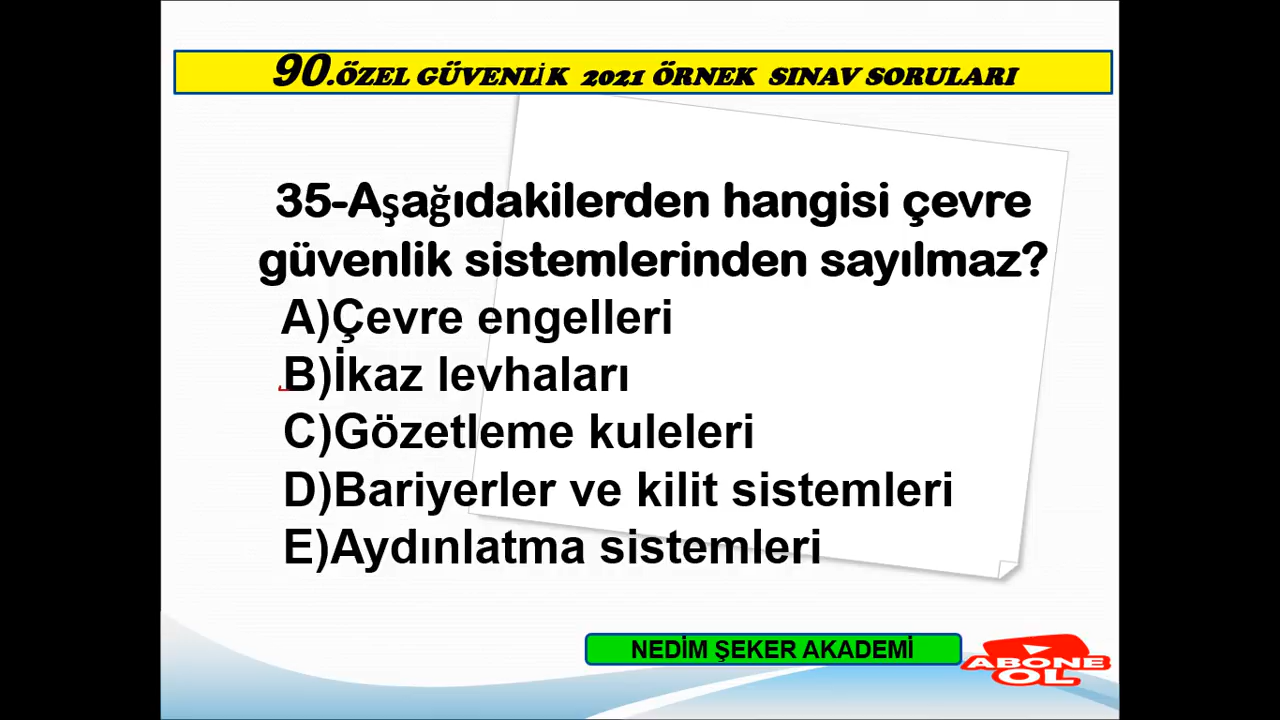 90.ÖZEL GÜVENLİK 2021 ÖRNEK SINAV SORULARI
35-Aşağıdakilerden hangisi çevre
güvenlik sistemlerinden sayılmaz?
A)Çevre engelleri
B)İkaz levhaları
C)Gözetleme kuleleri
D)Bariyerler ve kilit sistemleri
E)Aydınlatma sistemleri
NEDİM ŞEKER AKADEMİ
ABONE
OL